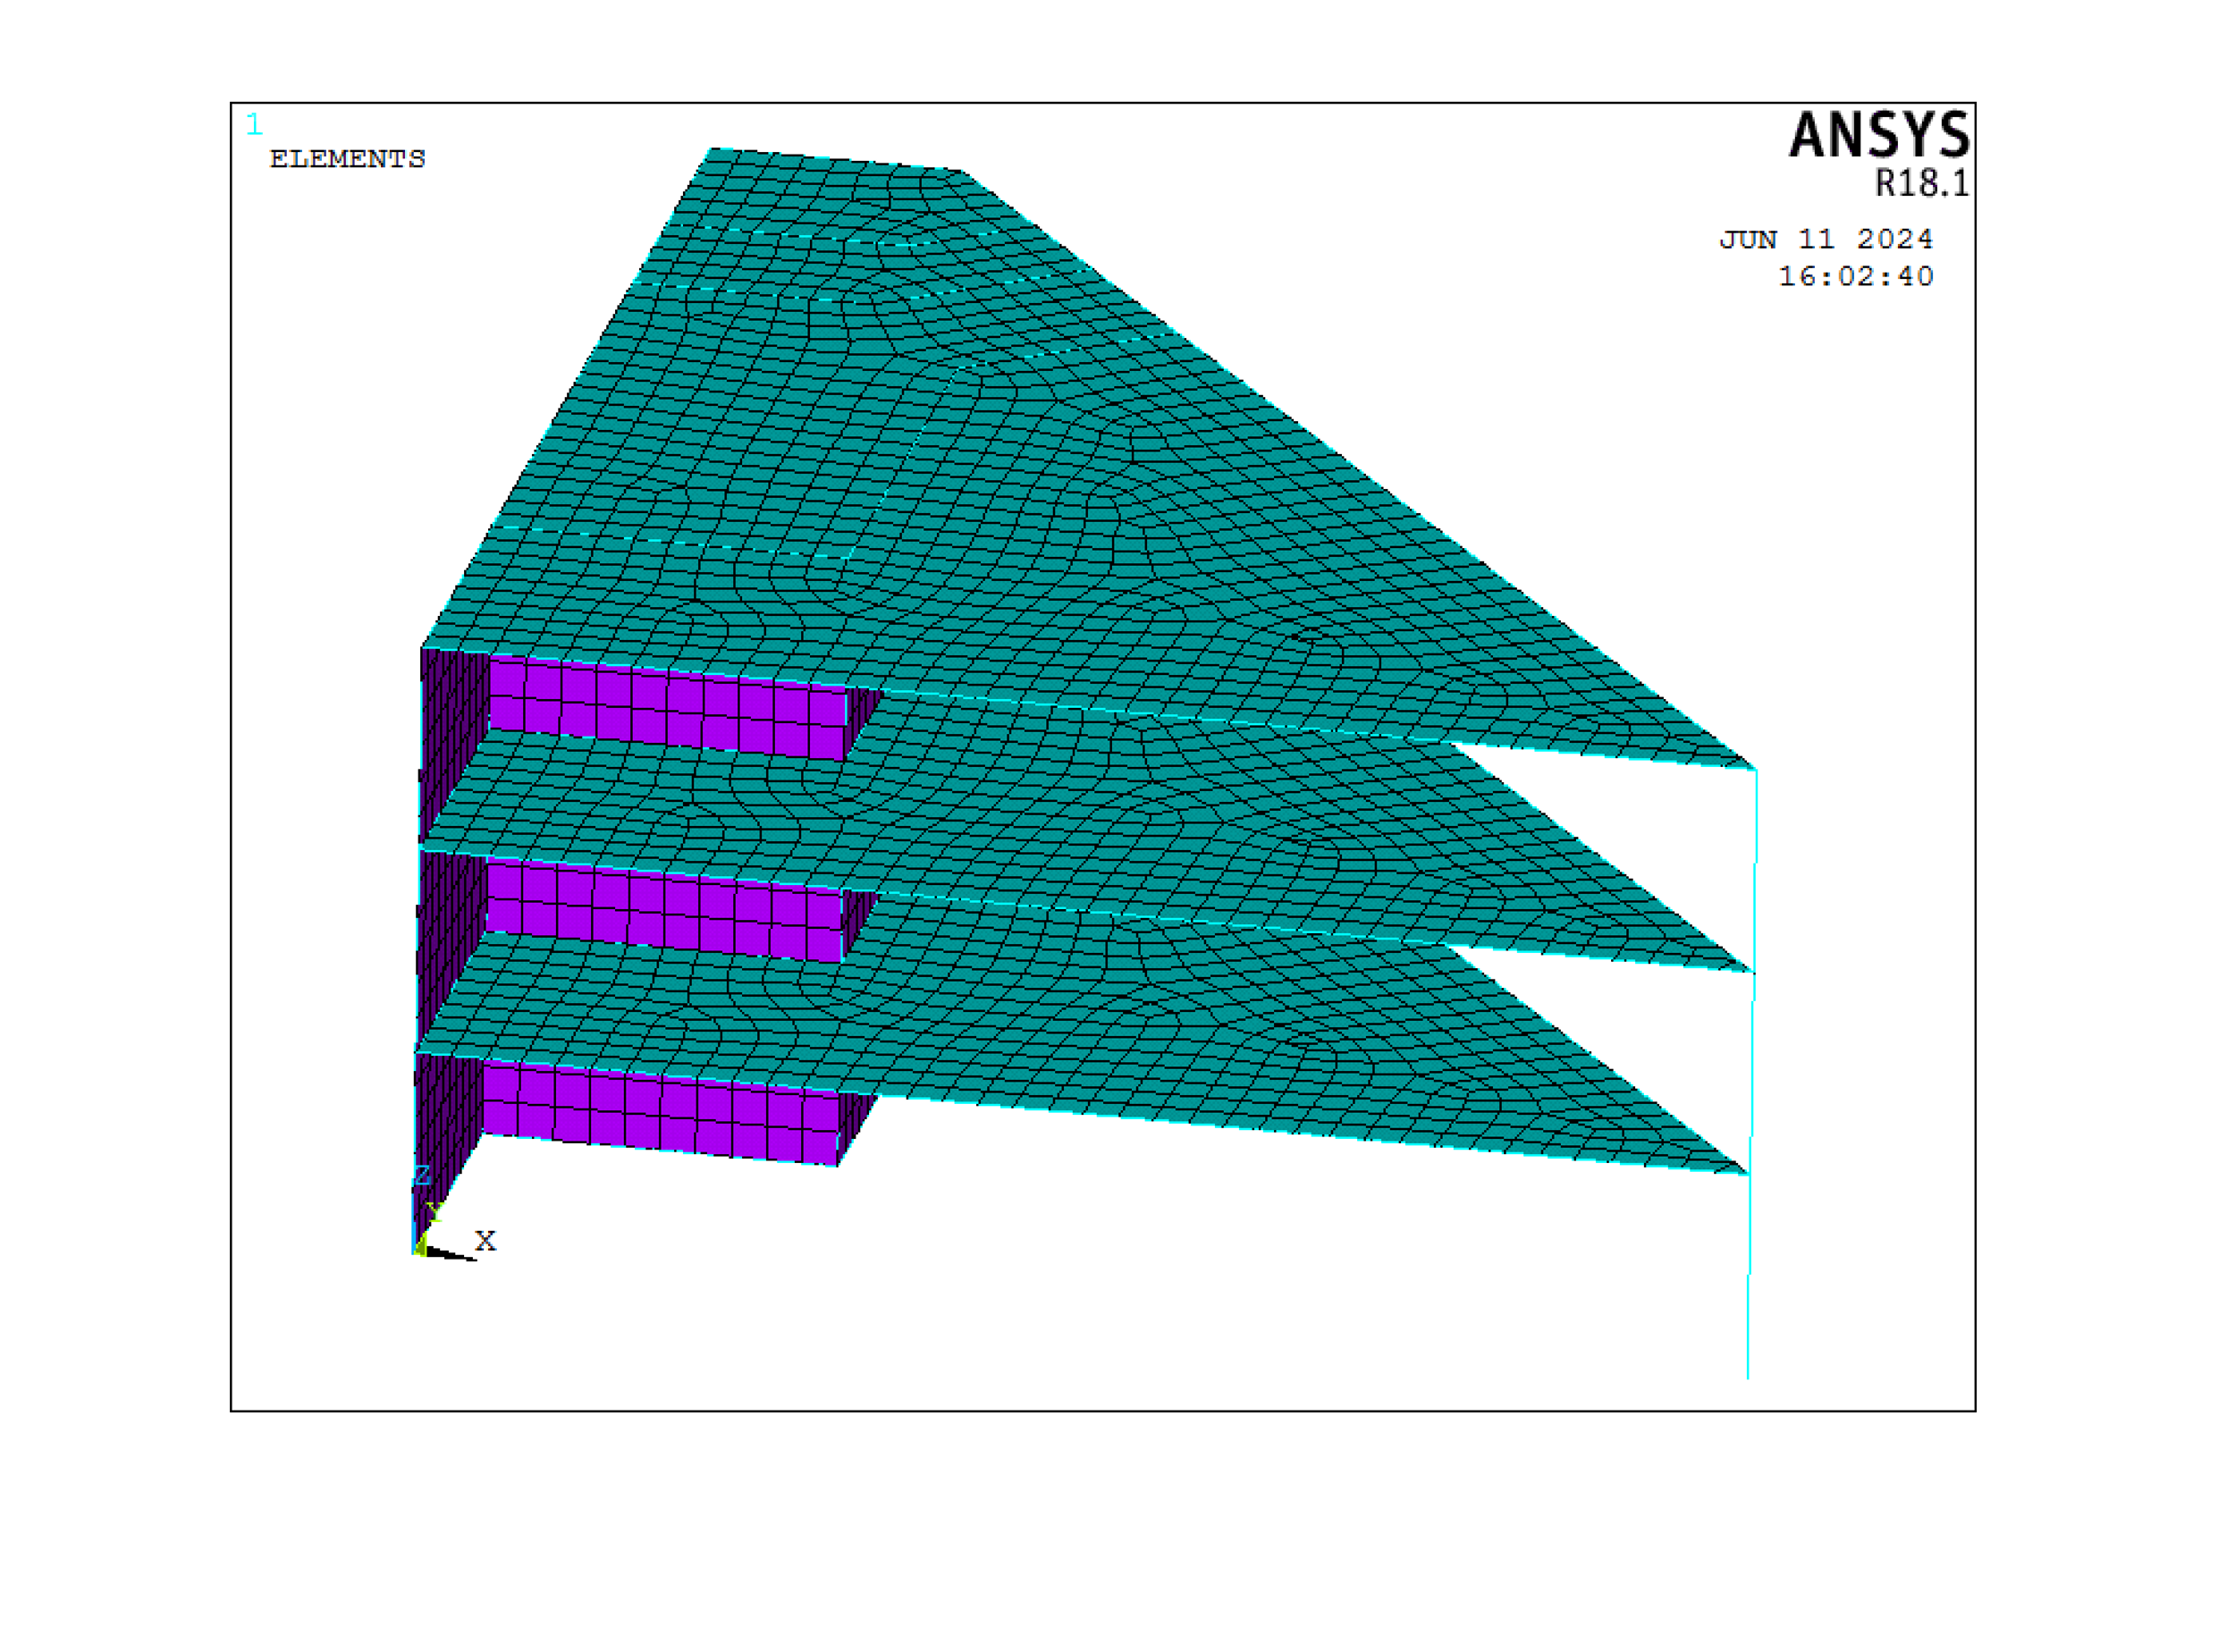 1
ELEMENTS
ANSYS
R18.1
JUN 11 2024
16:02:40
Z
Y
X